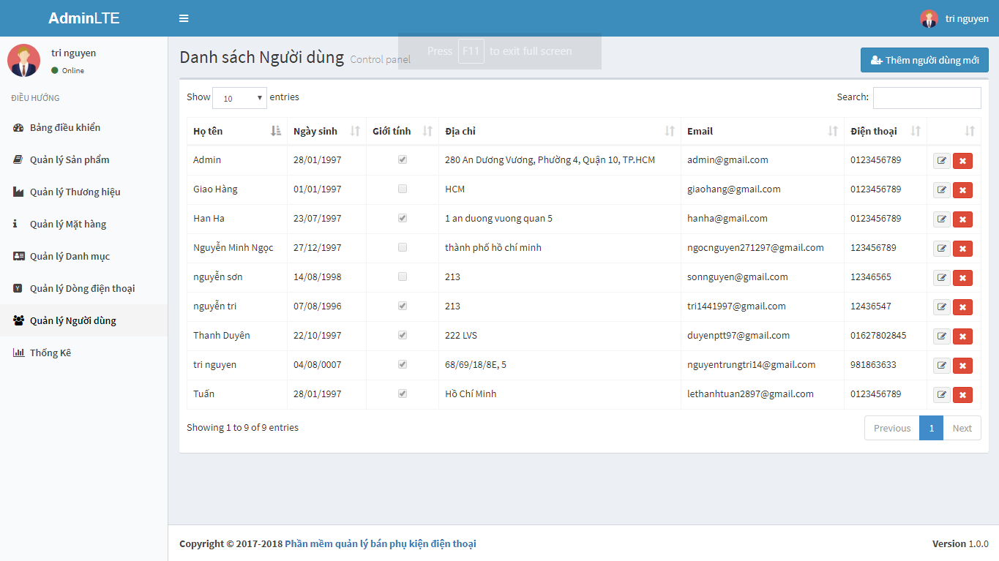 AdminLTE
tri nguyen
tri nguyen
Online
ĐIỀU HƯỚNG
Bảng điều khiển
Quản lý Sản phẩm
Quản lý Thương hiệu
Quản lý Mặt hàng
Quản lý Danh mục
Quản lý Dòng điện thoại
Quản lý Người dùng
Thống Kê
Danh sách Người dùng Control panel
Press F11 to exit full screen
Thêm người dùng mới
Show 10 entries
Search:
Họ tên Ngày sinh Giới tính Địa chỉ Email Điện thoại
Admin 28/01/1997 280 An Dương Vương, Phường 4, Quận 10, TP.HCM admin@gmail.com 0123456789
Giao Hàng 01/01/1997 HCM giaohang@gmail.com 0123456789
Han Ha 23/07/1997 1 an duong vuong quan 5 hanha@gmail.com 0123456789
Nguyễn Minh Ngọc 27/12/1997 thành phố hồ chí minh ngocnguyen271297@gmail.com 123456789
nguyễn sơn 14/08/1998 213 sonnguyen@gmail.com 12346565
nguyễn tri 07/08/1996 213 tri1441997@gmail.com 12436547
Thanh Duyên 22/10/1997 222 LVS duyenptt97@gmail.com 01627802845
tri nguyen 04/08/0007 68/69/18/8E, 5 nguyentrungtri14@gmail.com 981863633
Tuấn 28/01/1997 Hồ Chí Minh lethanhtuan2897@gmail.com 0123456789
Showing 1 to 9 of 9 entries
Previous 1 Next
Copyright © 2017-2018 Phần mềm quản lý bán phụ kiện điện thoại
Version 1.0.0